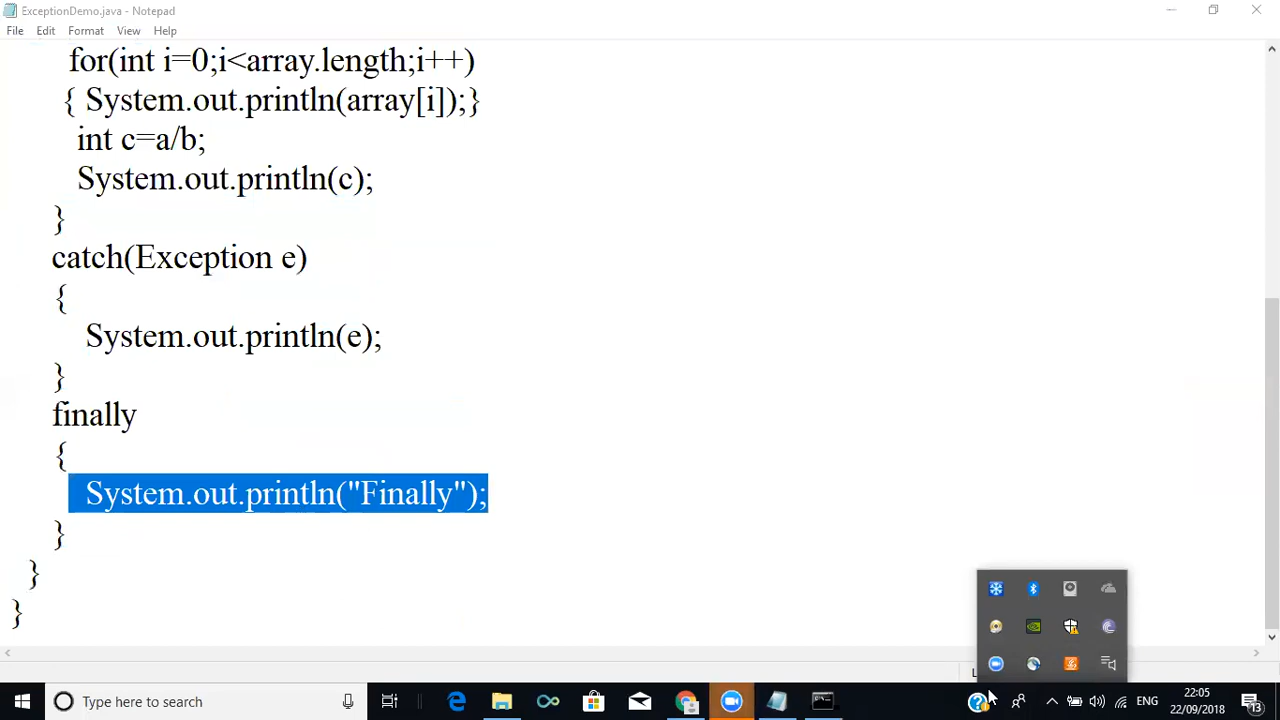 ExceptionDemo.java - Notepad
File Edit Format View Help
for(int i=0;i<array.length;i++)
{ System.out.println(array[i]);}
int c=a/b;
System.out.println(c);
}
catch(Exception e)
{
System.out.println(e);
}
finally
{
System.out.println("Finally");
}
}
}
Type here to search
ENG
22:05
22/09/2018
13